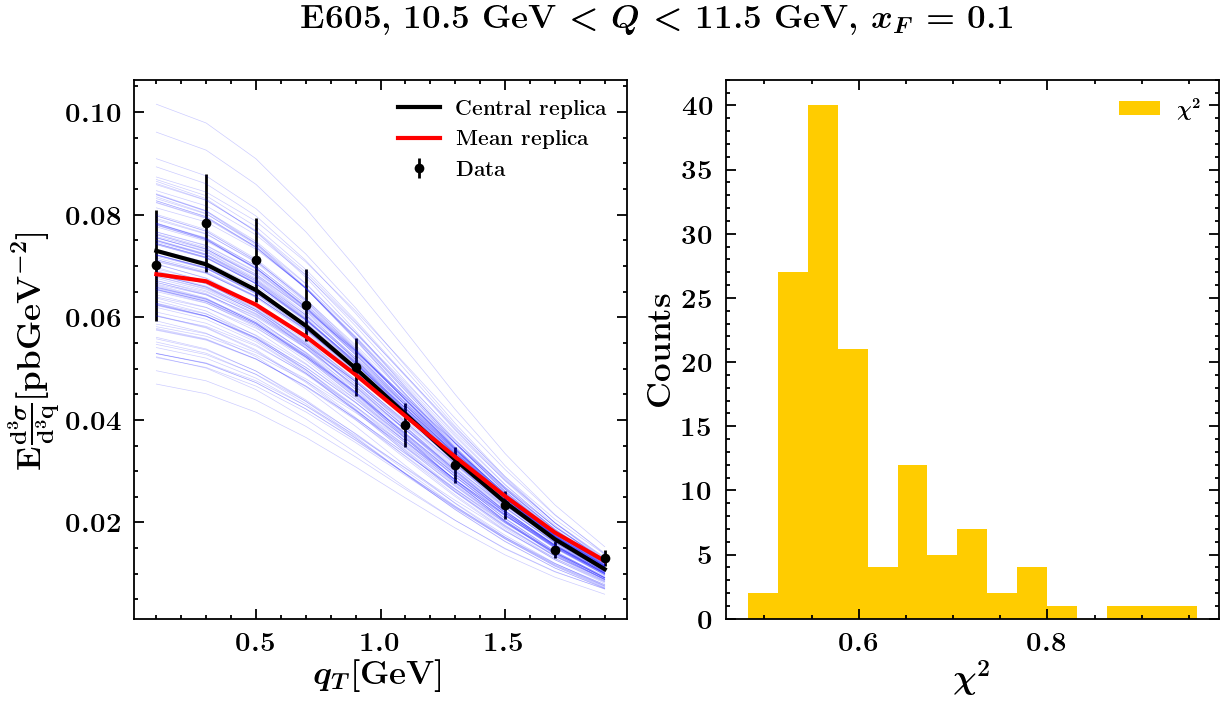 E605, 10.5 GeV < Q < 11.5 GeV, x_F = 0.1
Central replica
Mean replica
Data
E d³σ/d³q [pbGeV⁻²]
0.10
0.08
0.06
0.04
0.02
0.5
1.0
1.5
q_T[GeV]
χ²
Counts
40
35
30
25
20
15
10
5
0
0.6
0.8
χ²